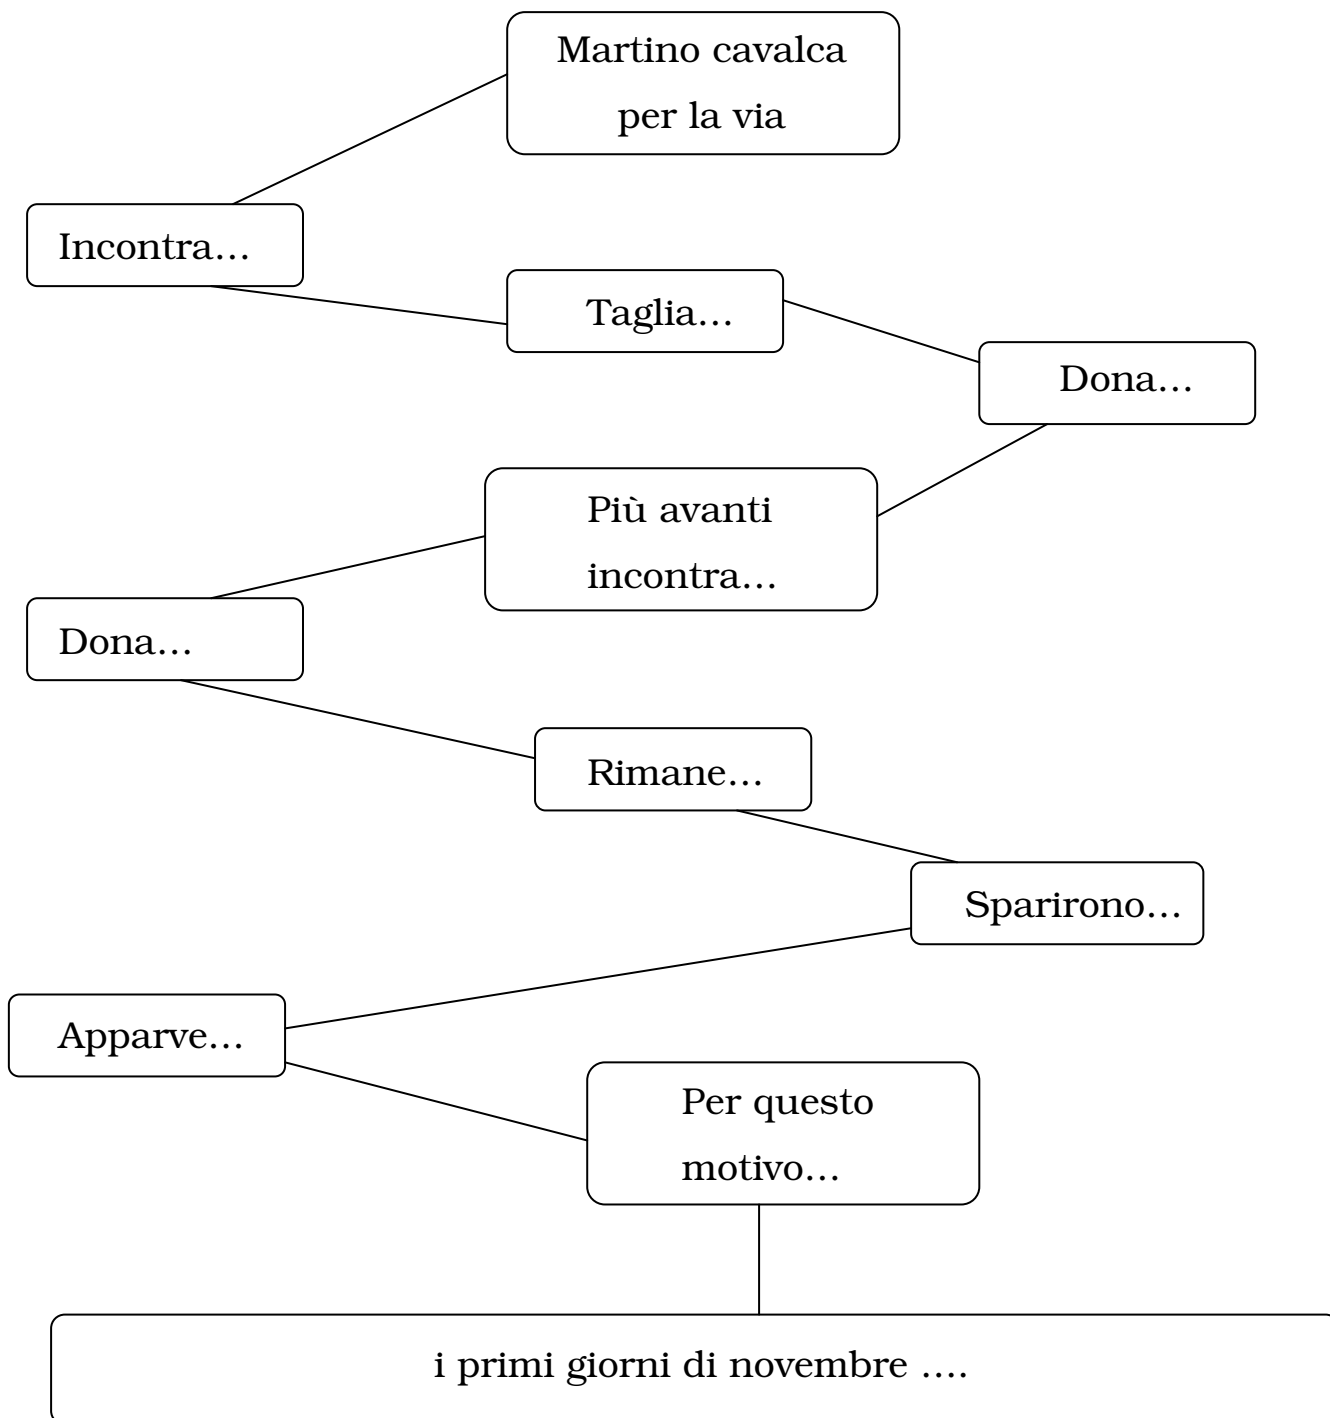 Martino cavalca
per la via
Incontra...
Taglia...
Dona...
Più avanti
incontra...
Dona...
Rimane...
Sparirono...
Apparve...
Per questo
motivo...
i primi giorni di novembre ....